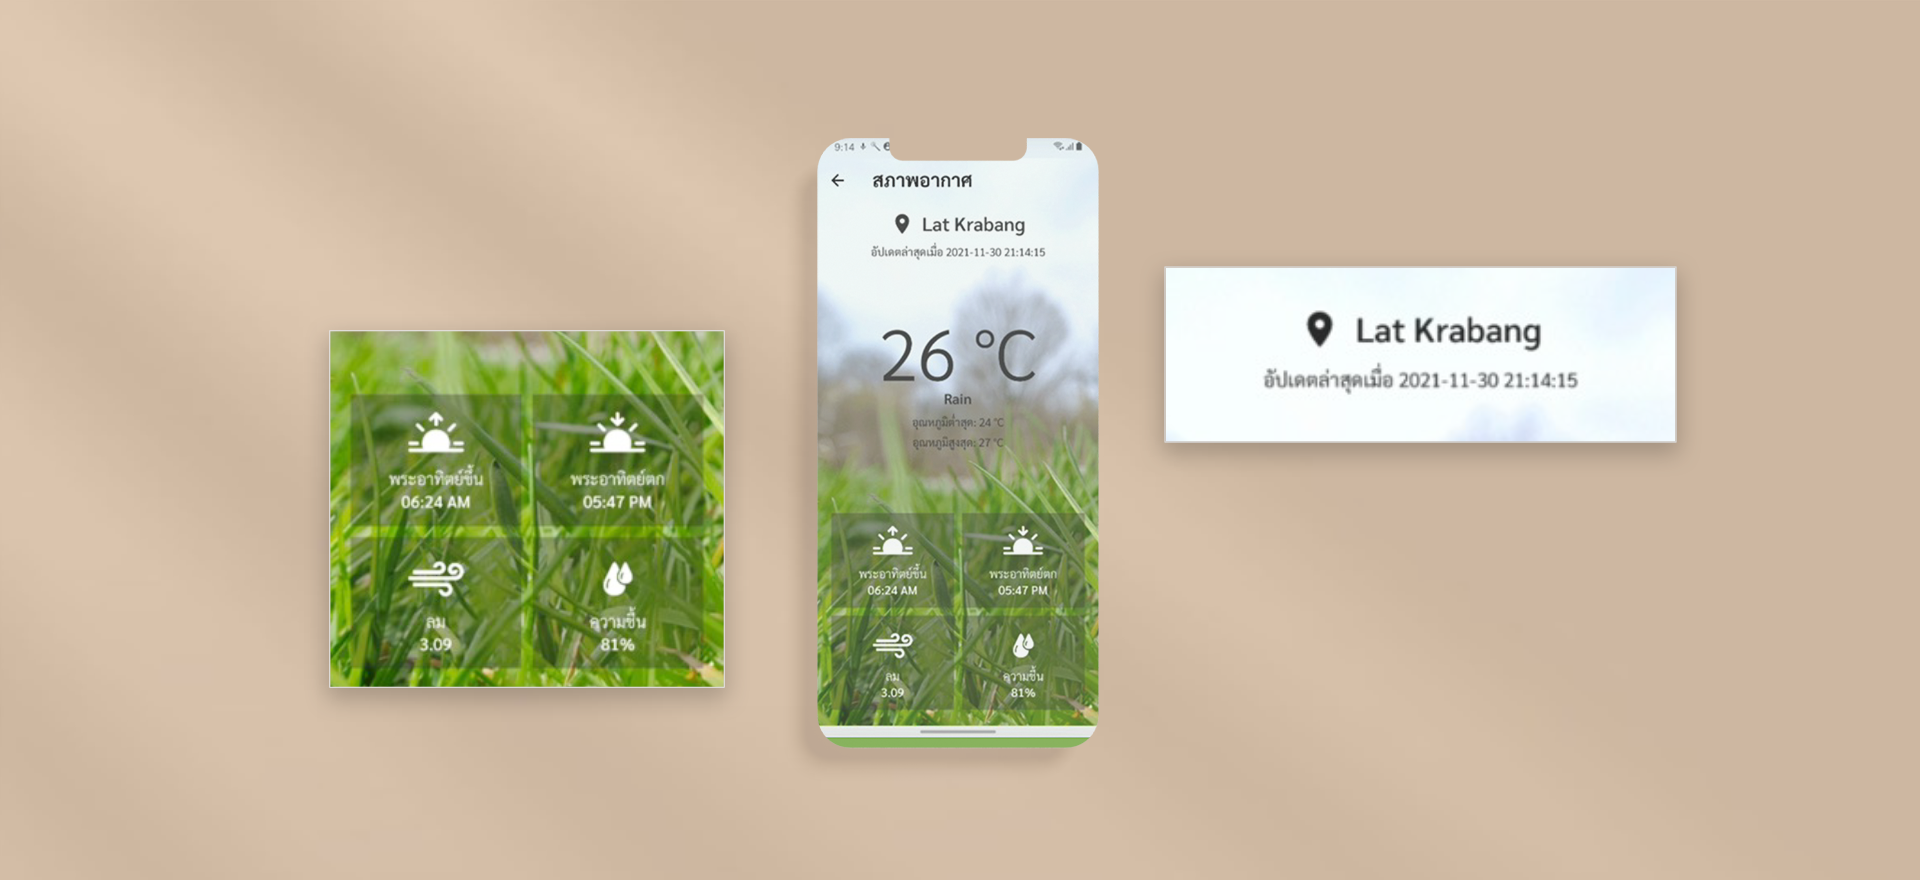 พระอาทิตย์ขึ้น
06:24 AM
พระอาทิตย์ตก
05:47 PM
ลม
3.09
ความชื้น
81%
9:14
สภาพอากาศ
Lat Krabang
อัปเดตล่าสุดเมื่อ 2021-11-30 21:14:15
26 °C
Rain
อุณหภูมิต่ำสุด: 24 °C
อุณหภูมิสูงสุด: 27 °C
พระอาทิตย์ขึ้น
06:24 AM
พระอาทิตย์ตก
05:47 PM
ลม
3.09
ความชื้น
81%
Lat Krabang
อัปเดตล่าสุดเมื่อ 2021-11-30 21:14:15